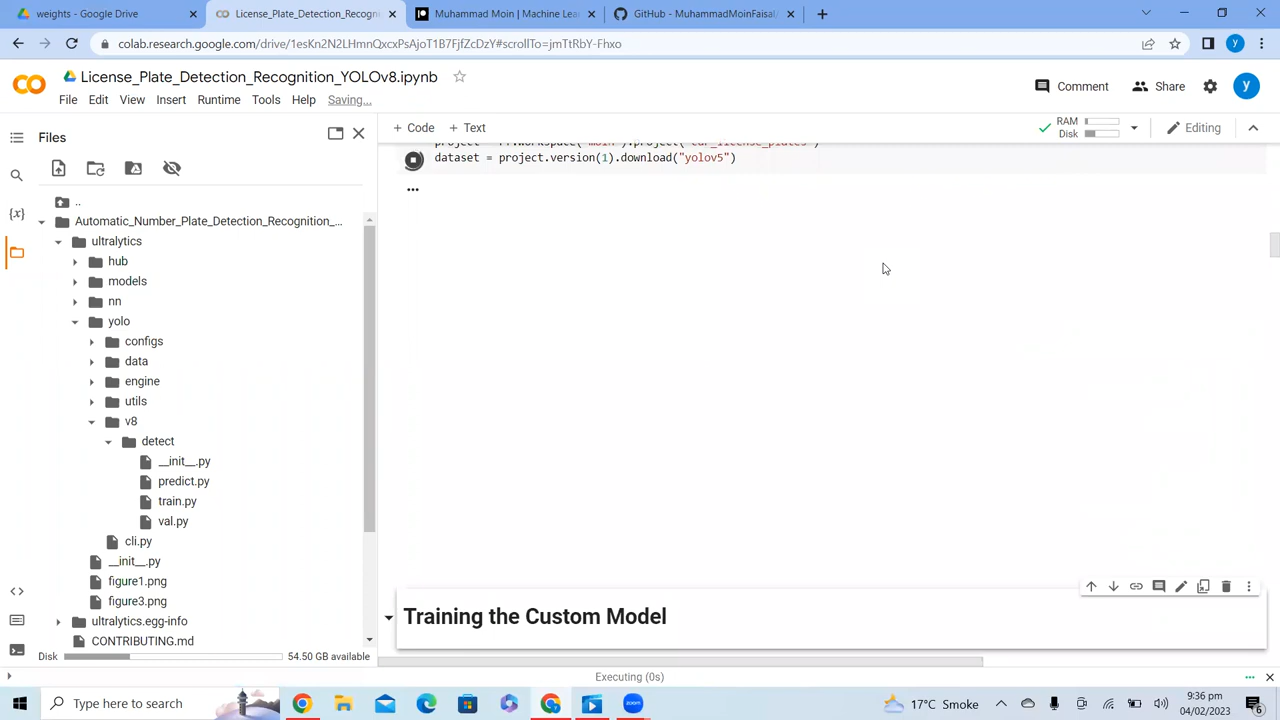 weights - Google Drive
License_Plate_Detection_Recogni
Muhammad Moin | Machine Lea
GitHub - MuhammadMoinFaisal/
colab.research.google.com/drive/1esKn2N2LHmnQxcxPsAjoT1B7FjfZcDzY#scrollTo=jmTtRbY-Fhxo
y
License_Plate_Detection_Recognition_YOLOv8.ipynb
Comment
Share
y
File Edit View Insert Runtime Tools Help Saving...
Files
+ Code + Text
RAM
Disk
Editing
project = rf.workspace("moin").project("car_license_plates")
dataset = project.version(1).download("yolov5")
...
..
Automatic_Number_Plate_Detection_Recognition_...
ultralytics
hub
models
nn
yolo
configs
data
engine
utils
v8
detect
__init__.py
predict.py
train.py
val.py
cli.py
__init__.py
figure1.png
figure3.png
ultralytics.egg-info
CONTRIBUTING.md
Disk 54.50 GB available
Training the Custom Model
Executing (0s)
Type here to search
zoom
17°C Smoke
9:36 pm
04/02/2023
6